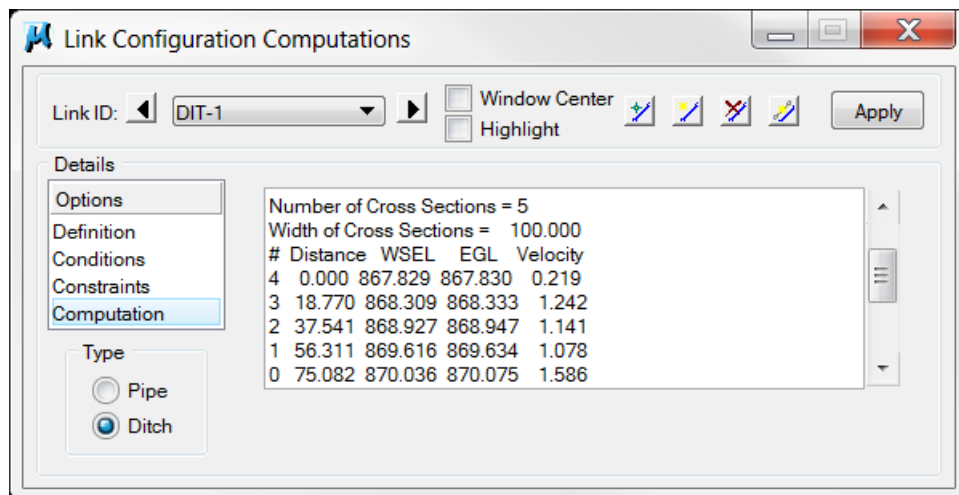 Link Configuration Computations
Link ID: DIT-1 Window Center
Highlight
Apply
Details
Options
Definition
Conditions
Constraints
Computation
Type
Pipe
Ditch
Number of Cross Sections = 5
Width of Cross Sections = 100.000
# Distance WSEL EGL Velocity
4 0.000 867.829 867.830 0.219
3 18.770 868.309 868.333 1.242
2 37.541 868.927 868.947 1.141
1 56.311 869.616 869.634 1.078
0 75.082 870.036 870.075 1.586